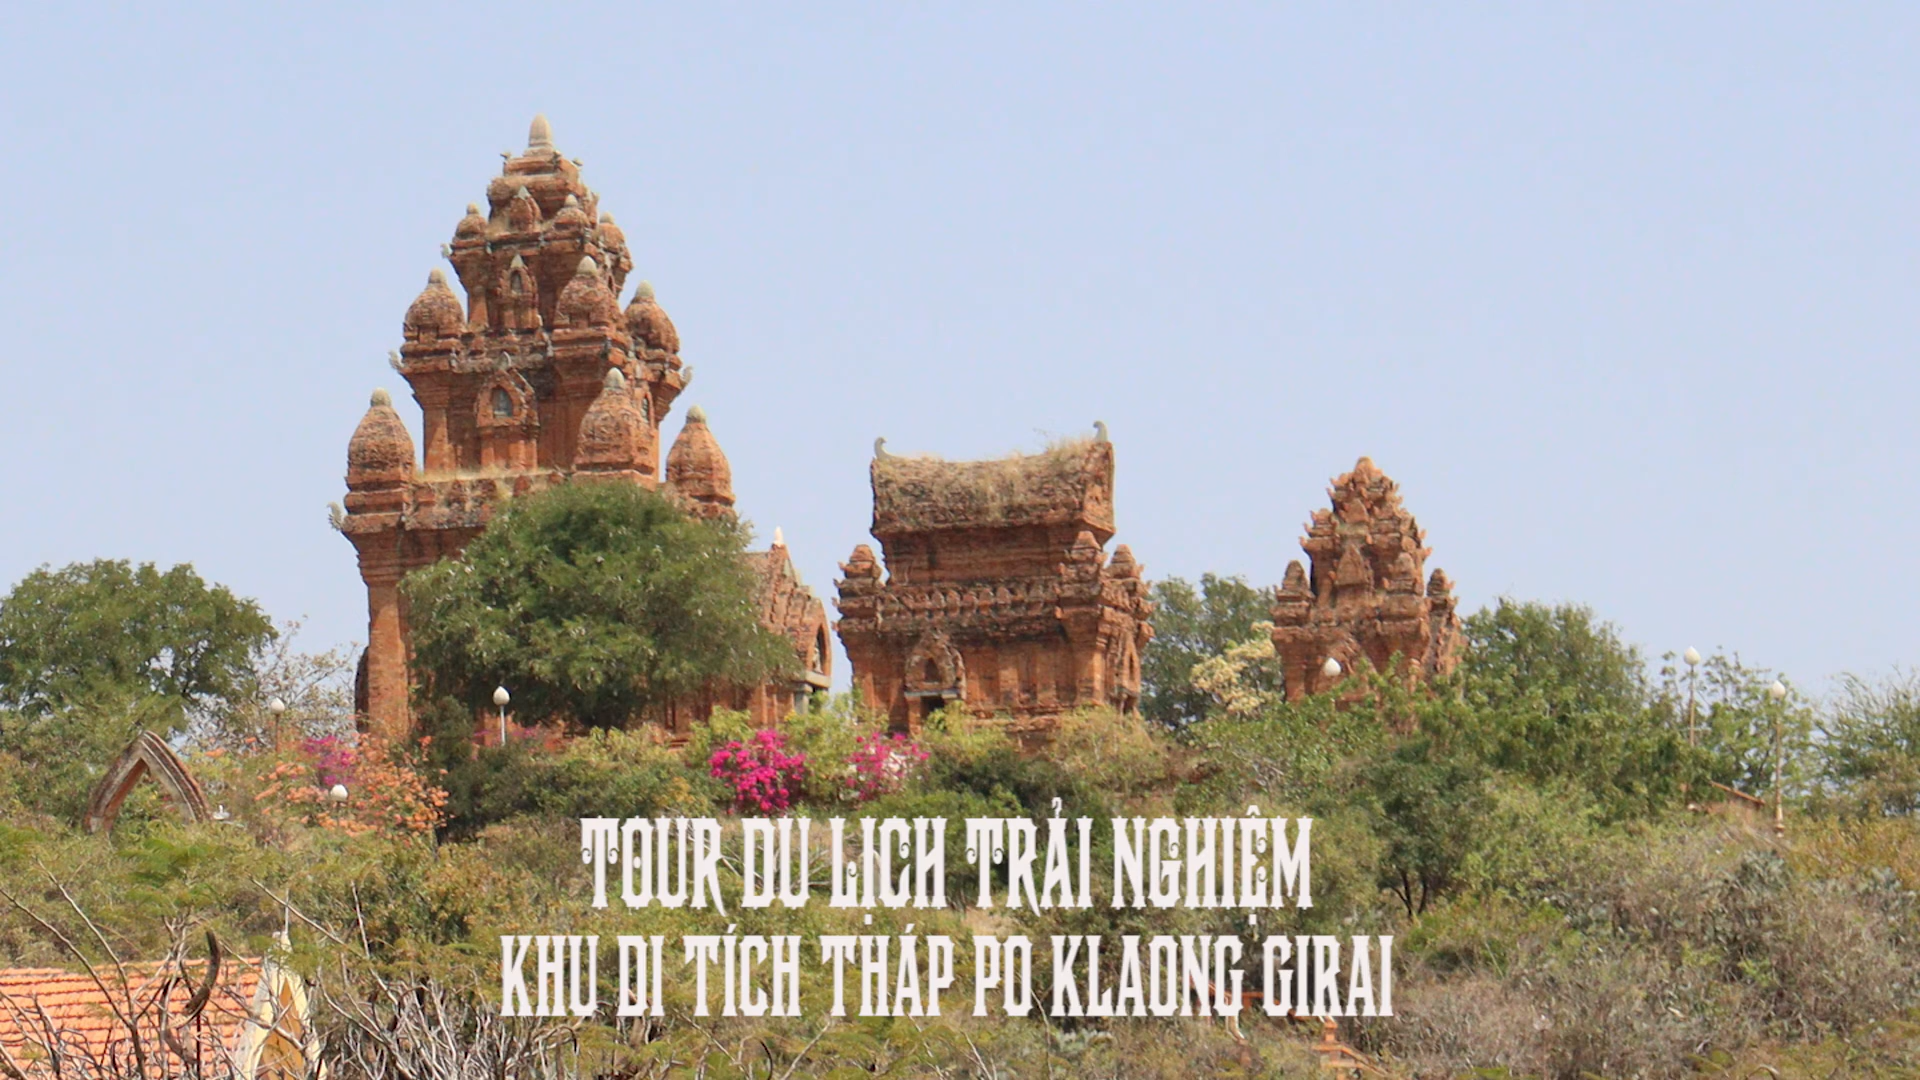 TOUR DU LỊCH TRẢI NGHIỆM
KHU DI TÍCH THÁP PO KLAONG GIRAI